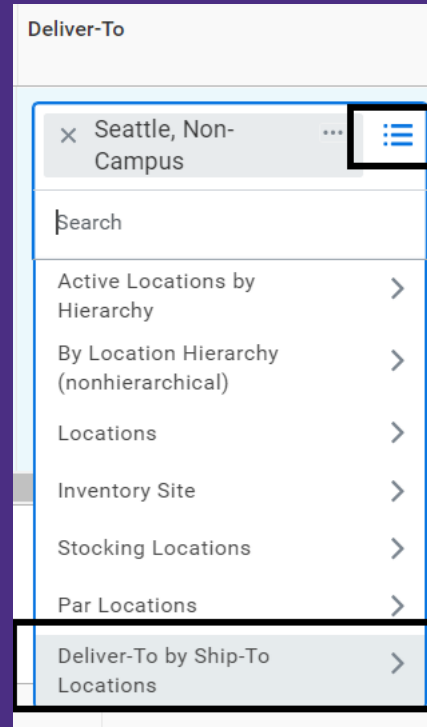 Deliver-To
× Seattle, Non-
Campus
Search
Active Locations by
Hierarchy
By Location Hierarchy
(nonhierarchical)
Locations
Inventory Site
Stocking Locations
Par Locations
Deliver-To by Ship-To
Locations